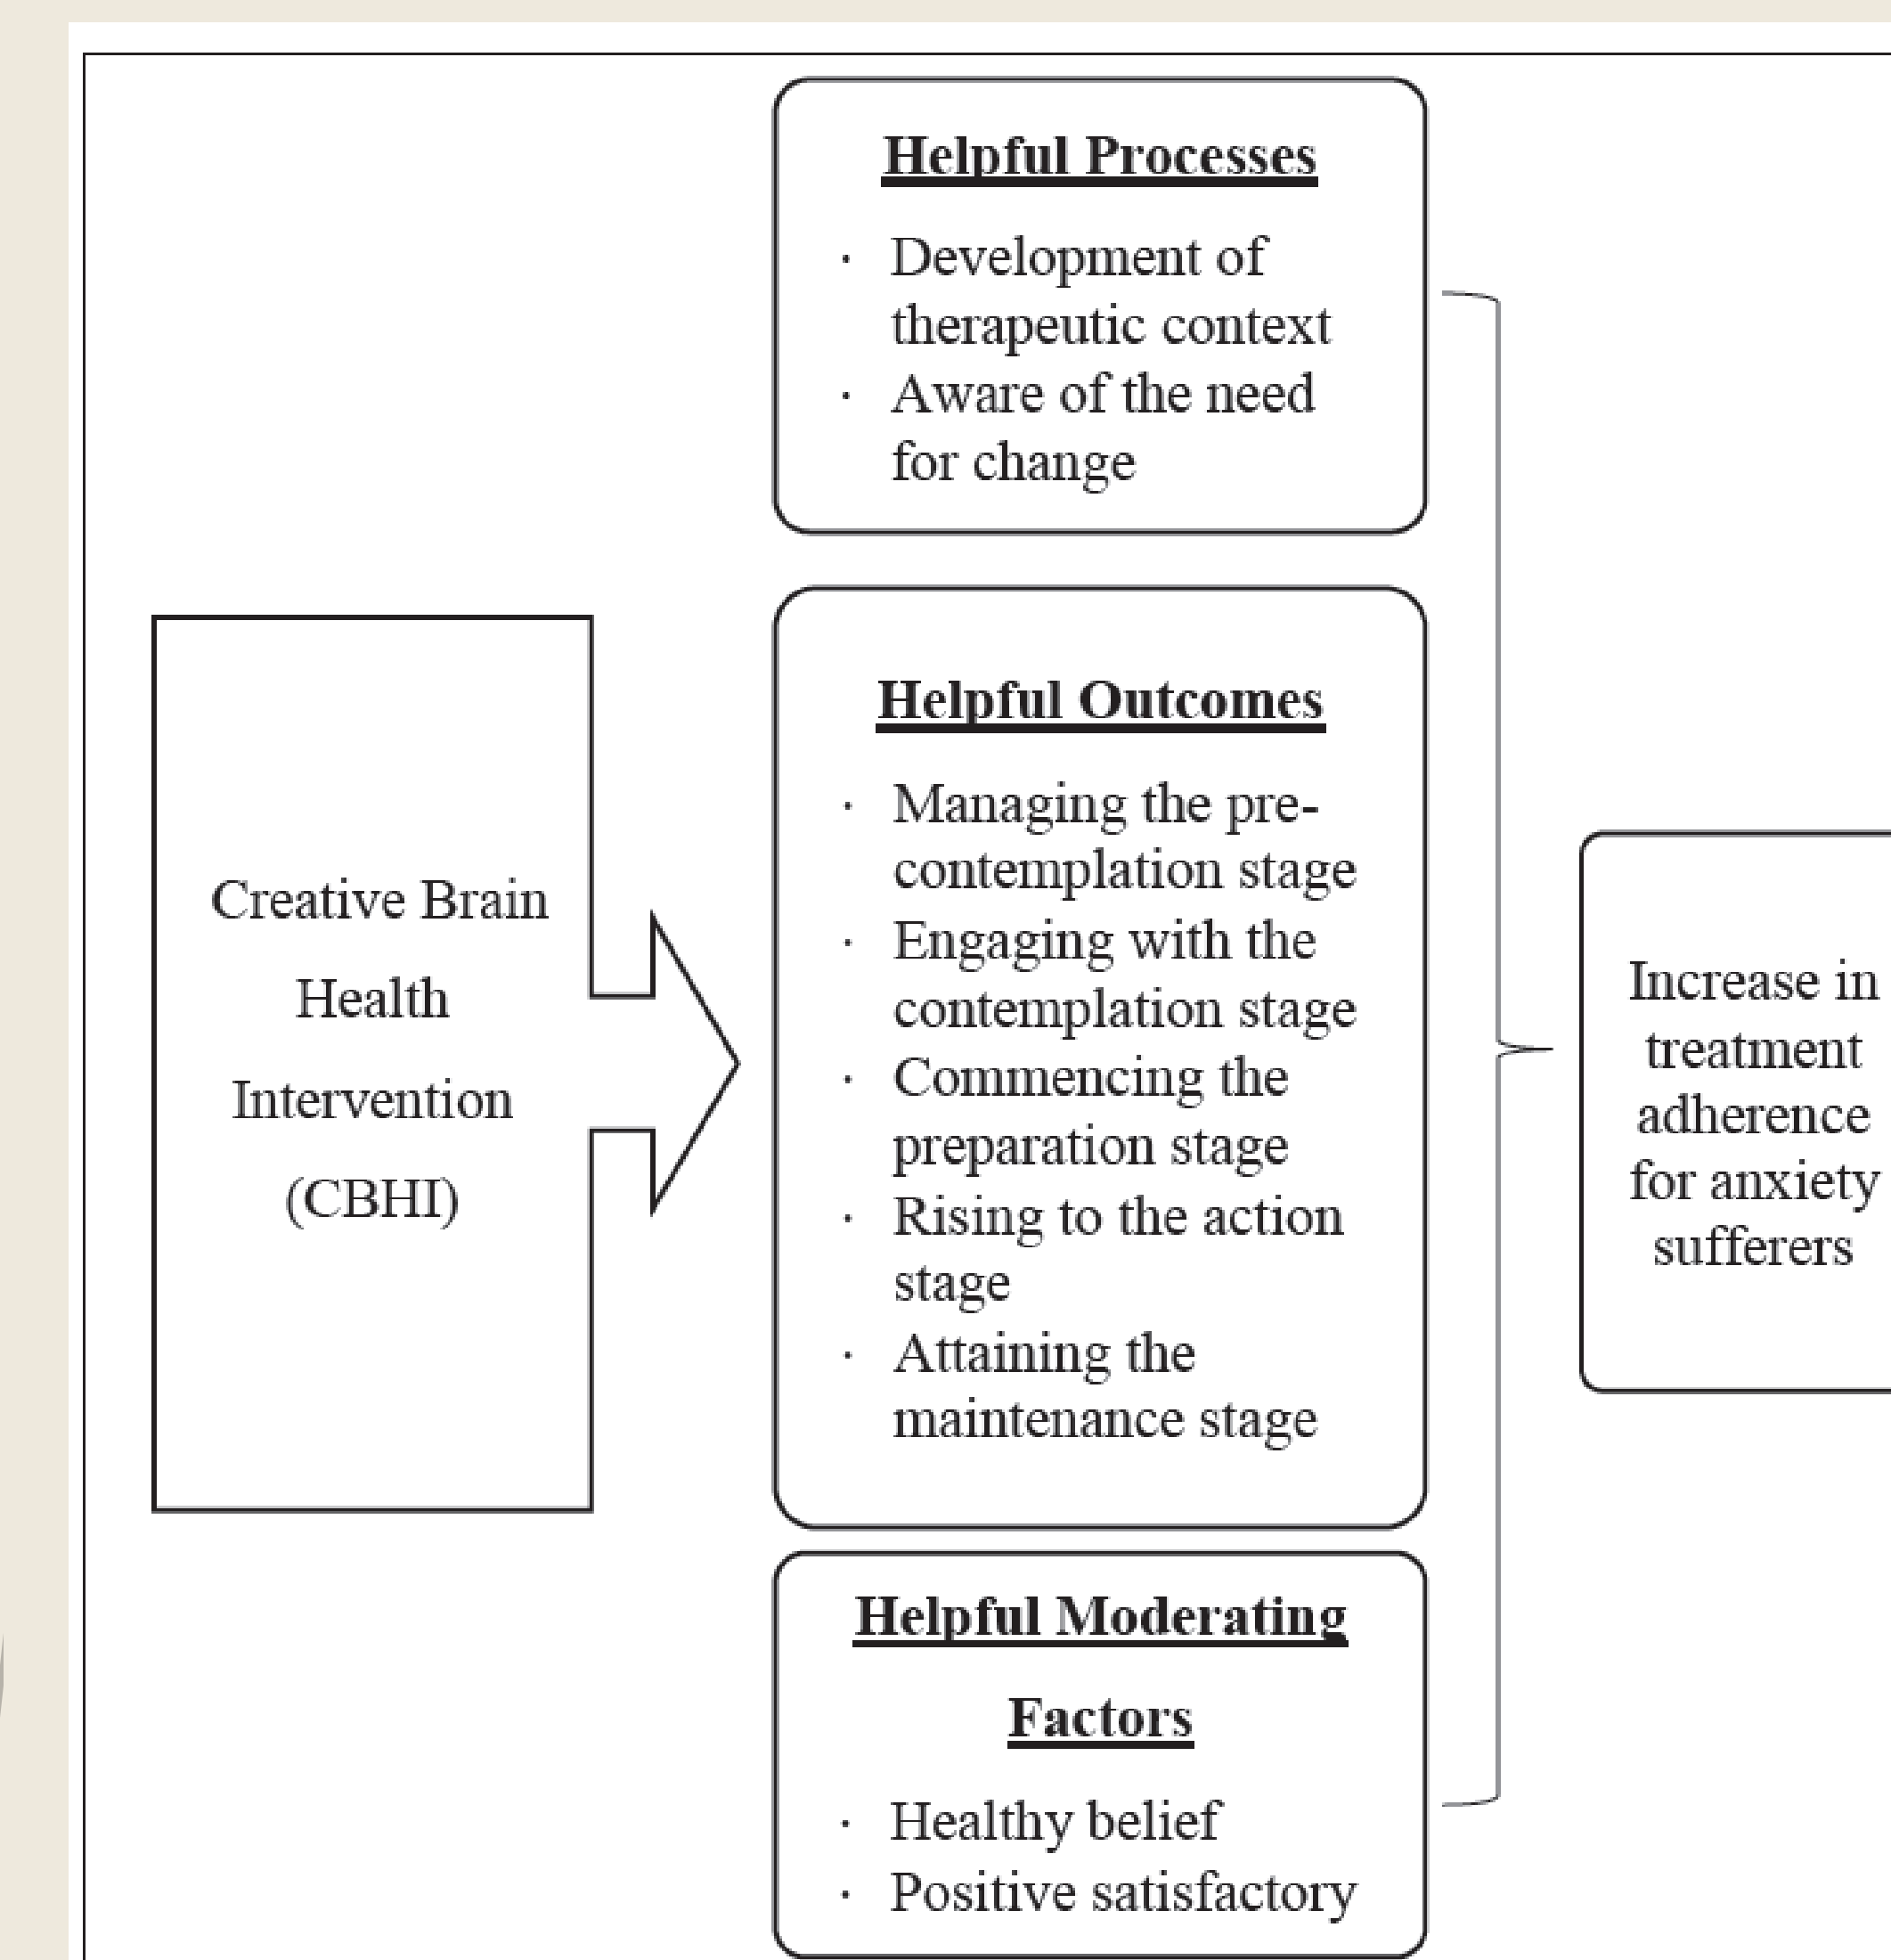 Helpful Processes
· Development of
therapeutic context
· Aware of the need
for change
Creative Brain
Health
Intervention
(CBHI)
Helpful Outcomes
· Managing the pre-
contemplation stage
· Engaging with the
contemplation stage
· Commencing the
preparation stage
· Rising to the action
stage
· Attaining the
maintenance stage
Helpful Moderating
Factors
· Healthy belief
· Positive satisfactory
Increase in
treatment
adherence
for anxiety
sufferers